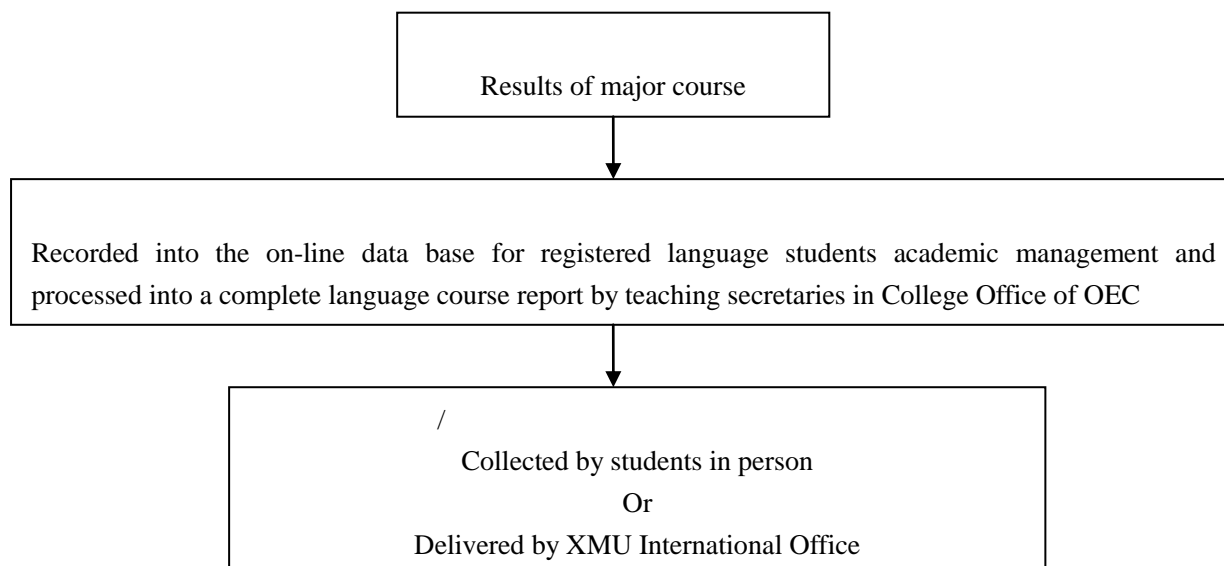 Results of major course
Recorded into the on-line data base for registered language students academic management and
processed into a complete language course report by teaching secretaries in College Office of OEC
/
Collected by students in person
Or
Delivered by XMU International Office